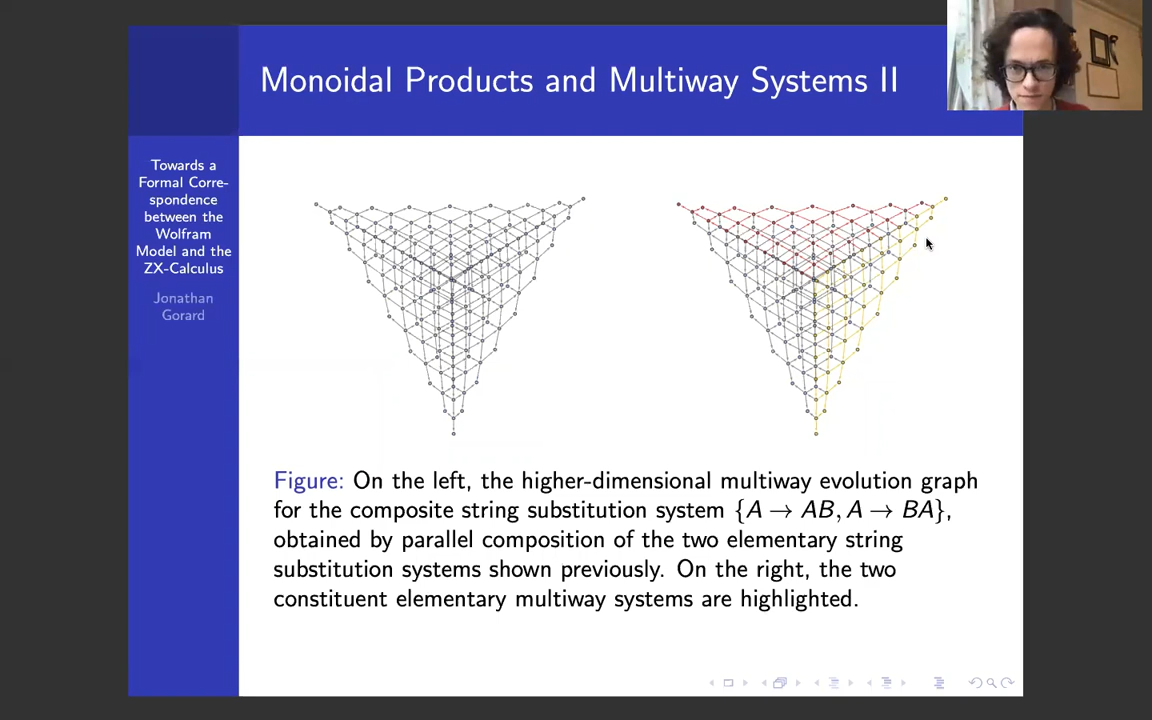 Monoidal Products and Multiway Systems II
Towards a
Formal Corre-
spondence
between the
Wolfram
Model and the
ZX-Calculus
Jonathan
Gorard
Figure: On the left, the higher-dimensional multiway evolution graph
for the composite string substitution system {A → AB, A → BA},
obtained by parallel composition of the two elementary string
substitution systems shown previously. On the right, the two
constituent elementary multiway systems are highlighted.